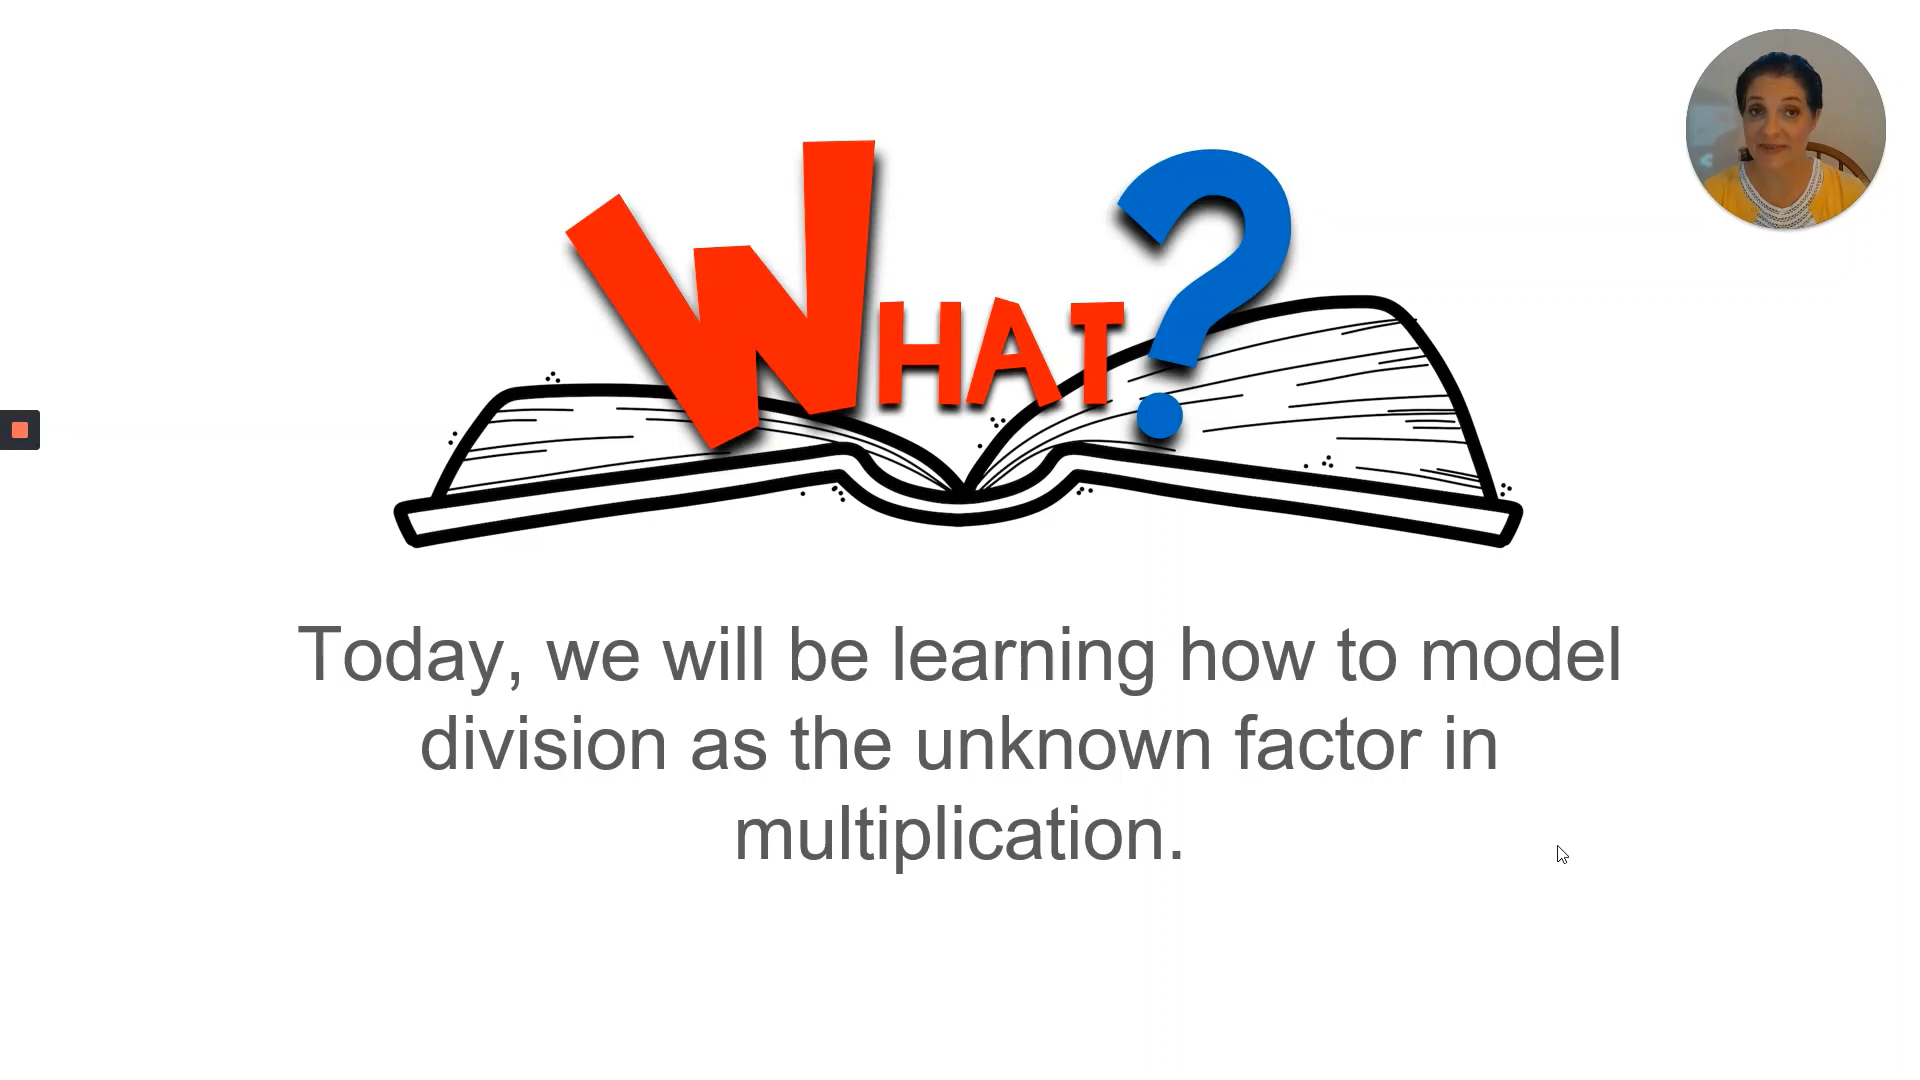 WHAT?
Today, we will be learning how to model
division as the unknown factor in
multiplication.